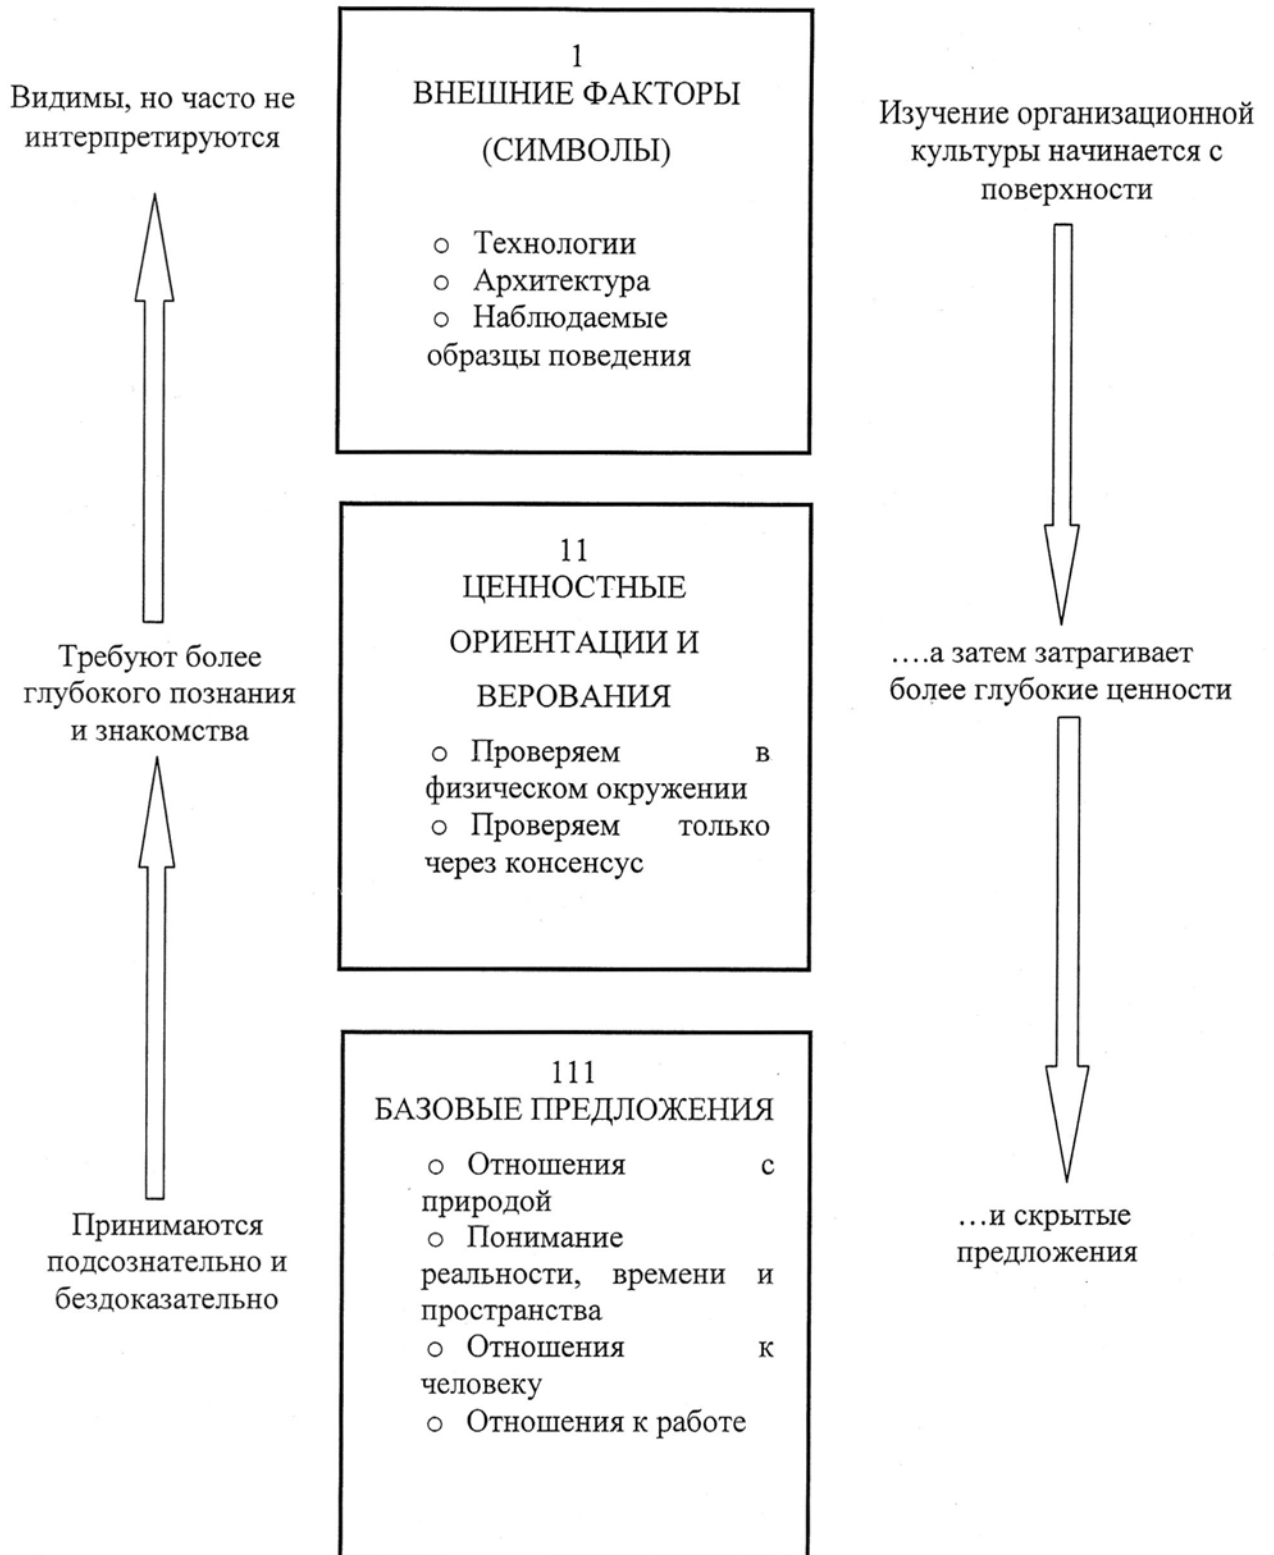 Видимы, но часто не
интерпретируются
1
ВНЕШНИЕ ФАКТОРЫ
(СИМВОЛЫ)
○ Технологии
○ Архитектура
○ Наблюдаемые
образцы поведения
Изучение организационной
культуры начинается с
поверхности
Требуют более
глубокого познания
и знакомства
11
ЦЕННОСТНЫЕ
ОРИЕНТАЦИИ И
ВЕРОВАНИЯ
○ Проверяем в
физическом окружении
○ Проверяем только
через консенсус
….а затем затрагивает
более глубокие ценности
Принимаются
подсознательно и
бездоказательно
111
БАЗОВЫЕ ПРЕДЛОЖЕНИЯ
○ Отношения с
природой
○ Понимание
реальности, времени и
пространства
○ Отношения к
человеку
○ Отношения к работе
…и скрытые
предложения